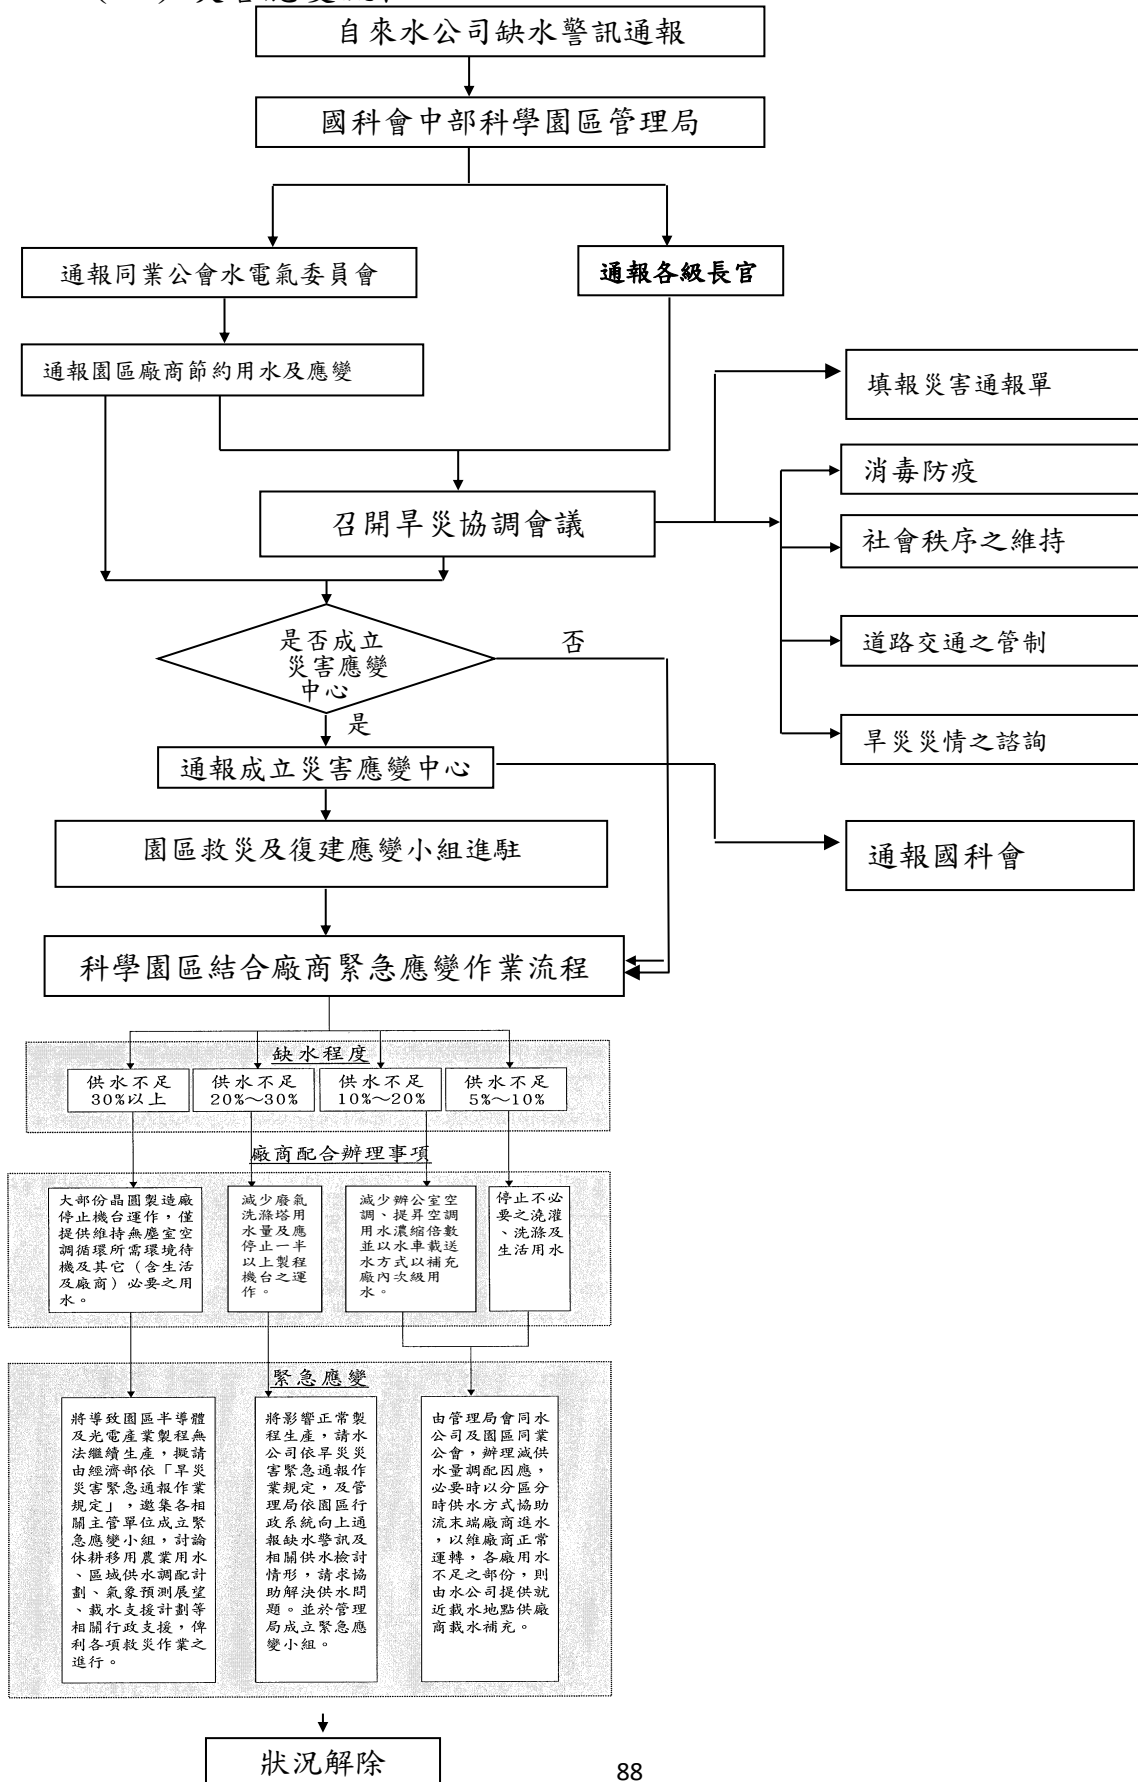 自來水公司缺水警訊通報
國科會中部科學園區管理局
通報同業公會水電氣委員會
通報各級長官
通報園區廠商節約用水及應變
填報災害通報單
消毒防疫
召開旱災協調會議
社會秩序之維持
道路交通之管制
旱災災情之諮詢
是否成立
災害應變
中心
否
是
通報成立災害應變中心
園區救災及復建應變小組進駐
通報國科會
科學園區結合廠商緊急應變作業流程
缺水程度
供水不足
30%以上
供水不足
20%～30%
供水不足
10%～20%
供水不足
5%～10%
廠商配合辦理事項
大部份晶圓製造廠
停止機台運作，僅
提供維持無塵室空
調循環所需環境待
機及其它（含生活
及廠商）必要之用
水。
減少廢氣
洗滌塔用
水量及應
停止一半
以上製程
機台之運
作。
減少辦公室空
調、提昇空調
用水濃縮倍數
並以水車載送
水方式以補充
廠內次級用
水。
停止不必
要之澆灌
、洗滌及
生活用水
緊急應變
將導致園區半導體
及光電產業製程無
法繼續生產，擬請
由經濟部依「旱災
災害緊急通報作業
規定」，邀集各相
關主管單位成立緊
急應變小組，討論
休耕移用農業用水
、區域供水調配計
劃、氣象預測展望
、載水支援計劃等
相關行政支援，俾
利各項救災作業之
進行。
將影響正常製
程生產，請水
公司依旱災災
害緊急通報作
業規定，及管
理局依園區行
政系統向上通
報缺水警訊及
相關供水檢討
情形，請求協
助解決供水問
題。並於管理
局成立緊急應
變小組。
由管理局會同水
公司及園區同業
公會，辦理減供
水量調配因應，
必要時以分區分
時供水方式協助
流末端廠商進水
，以維廠商正常
運轉，各廠用水
不足之部份，則
由水公司提供就
近載水地點供廠
商載水補充。
狀況解除
88